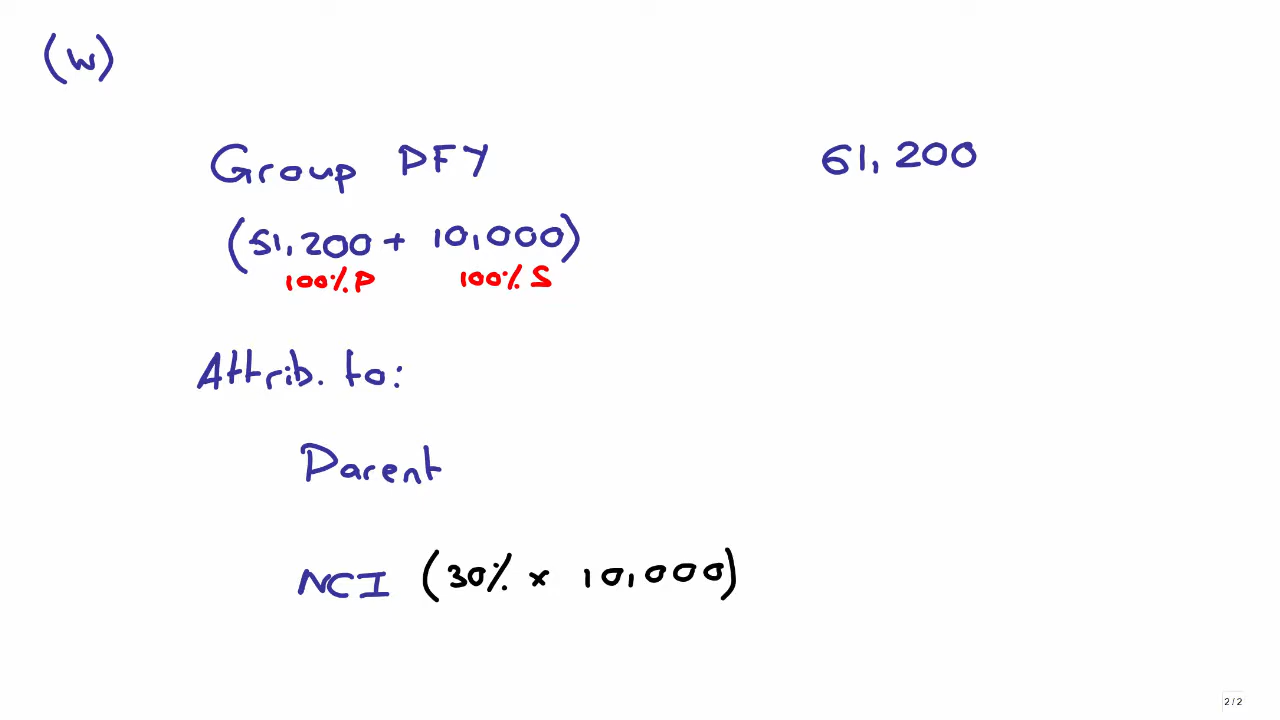 (W)
Group PFY 61,200
(51,200 + 10,000)
100% P 100% S
Attrib. to:
Parent
NCI (30% x 10,000)
2 / 2